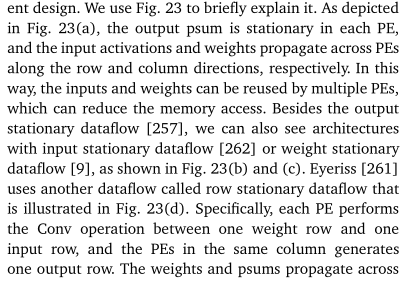 ent design. We use Fig. 23 to briefly explain it. As depicted
in Fig. 23(a), the output psum is stationary in each PE,
and the input activations and weights propagate across PEs
along the row and column directions, respectively. In this
way, the inputs and weights can be reused by multiple PEs,
which can reduce the memory access. Besides the output
stationary dataflow [257], we can also see architectures
with input stationary dataflow [262] or weight stationary
dataflow [9], as shown in Fig. 23(b) and (c). Eyeriss [261]
uses another dataflow called row stationary dataflow that
is illustrated in Fig. 23(d). Specifically, each PE performs
the Conv operation between one weight row and one
input row, and the PEs in the same column generates
one output row. The weights and psums propagate across